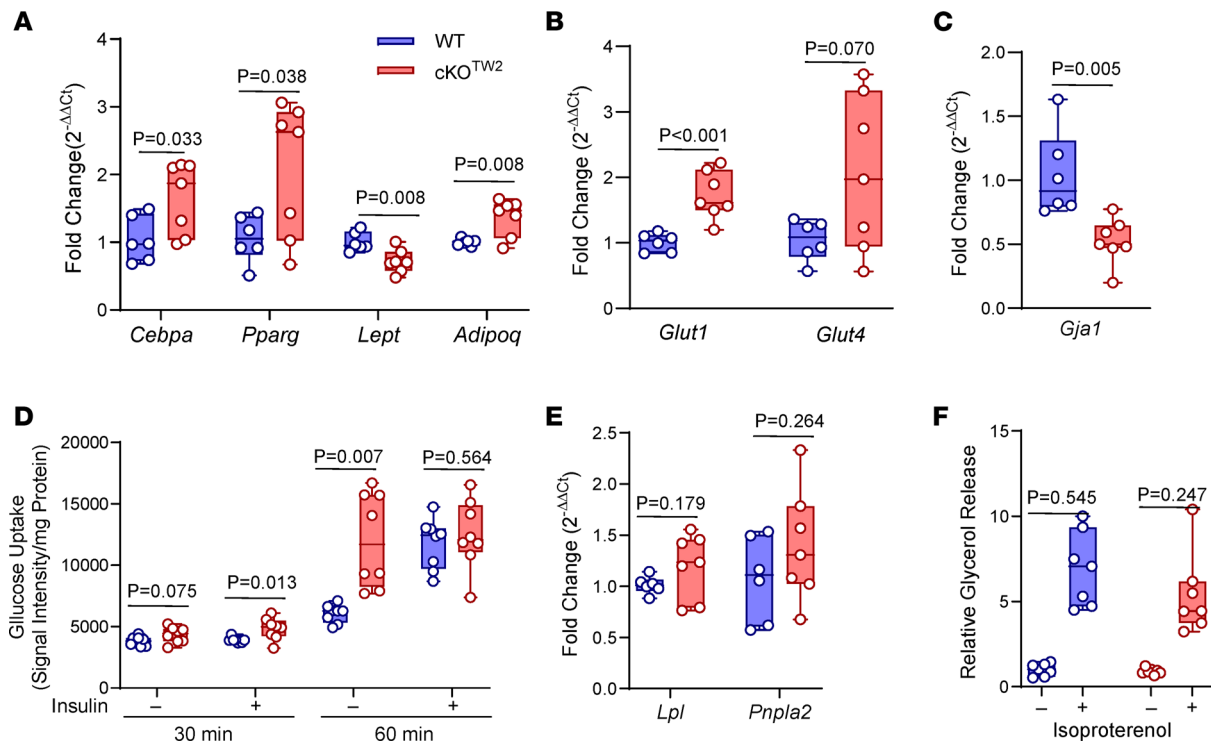 A
WT
cKO^TW2
Fold Change(2^-ΔΔCt)
4
3
2
1
0
P=0.033
P=0.038
P=0.008
P=0.008
Cebpa
Pparg
Lept
Adipoq
B
Fold Change (2^-ΔΔCt)
4
3
2
1
0
P<0.001
P=0.070
Glut1
Glut4
C
Fold Change (2^-ΔΔCt)
2.0
1.5
1.0
0.5
0.0
P=0.005
Gja1
D
Gllucose Uptake
(Signal Intensity/mg Protein)
20000
15000
10000
5000
0
P=0.075
P=0.013
P=0.007
P=0.564
Insulin
–
+
–
+
30 min
60 min
E
Fold Change (2^-ΔΔCt)
2.5
2.0
1.5
1.0
0.5
0.0
P=0.179
P=0.264
Lpl
Pnpla2
F
Relative Glycerol Release
15
10
5
0
P=0.545
P=0.247
–
+
–
+
Isoproterenol